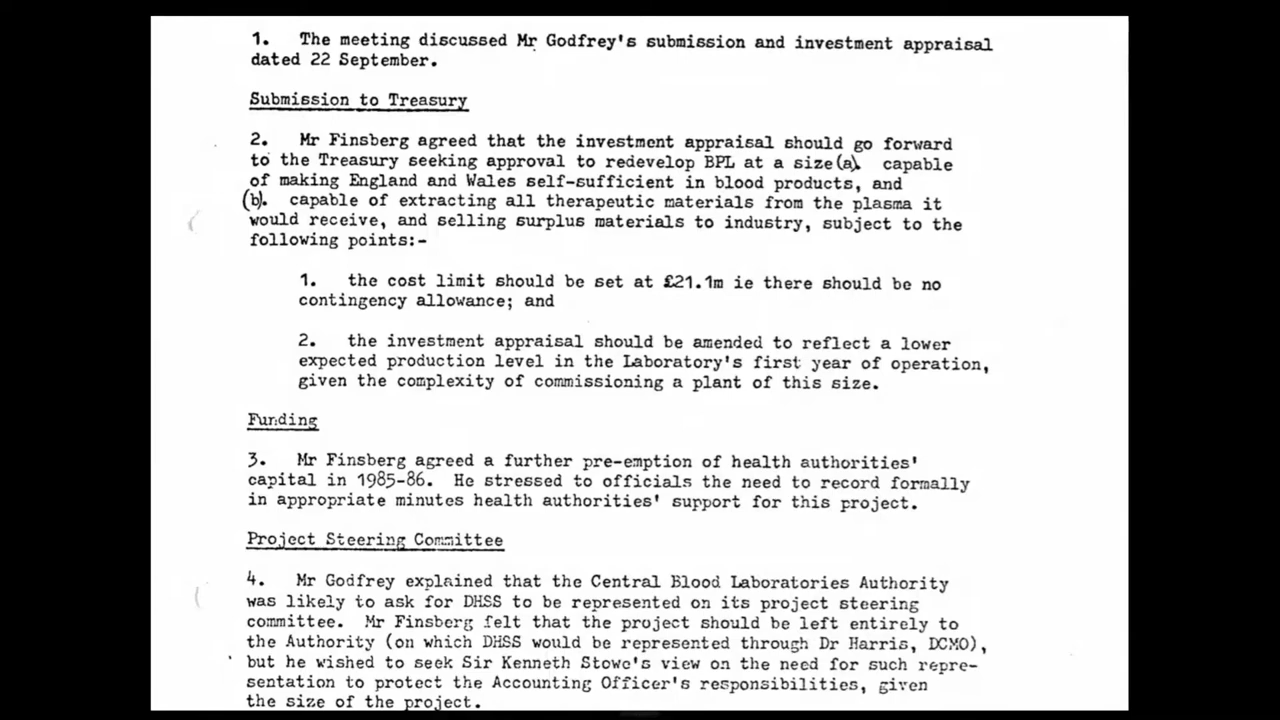 1. The meeting discussed Mr Godfrey's submission and investment appraisal
dated 22 September.
Submission to Treasury
2. Mr Finsberg agreed that the investment appraisal should go forward
to the Treasury seeking approval to redevelop BPL at a size (a). capable
of making England and Wales self-sufficient in blood products, and
(b). capable of extracting all therapeutic materials from the plasma it
would receive, and selling surplus materials to industry, subject to the
following points:-
1. the cost limit should be set at £21.1m ie there should be no
contingency allowance; and
2. the investment appraisal should be amended to reflect a lower
expected production level in the Laboratory's first year of operation,
given the complexity of commissioning a plant of this size.
Funding
3. Mr Finsberg agreed a further pre-emption of health authorities'
capital in 1985-86. He stressed to officials the need to record formally
in appropriate minutes health authorities' support for this project.
Project Steering Committee
4. Mr Godfrey explained that the Central Blood Laboratories Authority
was likely to ask for DHSS to be represented on its project steering
committee. Mr Finsberg felt that the project should be left entirely to
the Authority (on which DHSS would be represented through Dr Harris, DCMO),
but he wished to seek Sir Kenneth Stowe's view on the need for such repre-
sentation to protect the Accounting Officer's responsibilities, given
the size of the project.